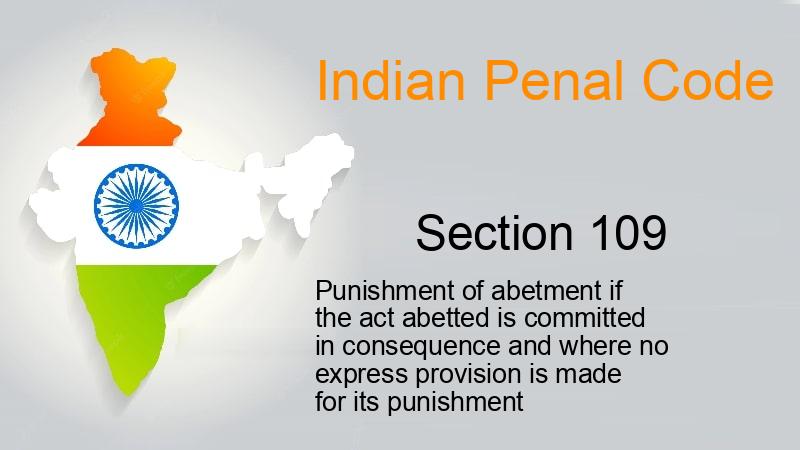 Indian Penal Code
Section 109
Punishment of abetment if
the act abetted is committed
in consequence and where no
express provision is made
for its punishment